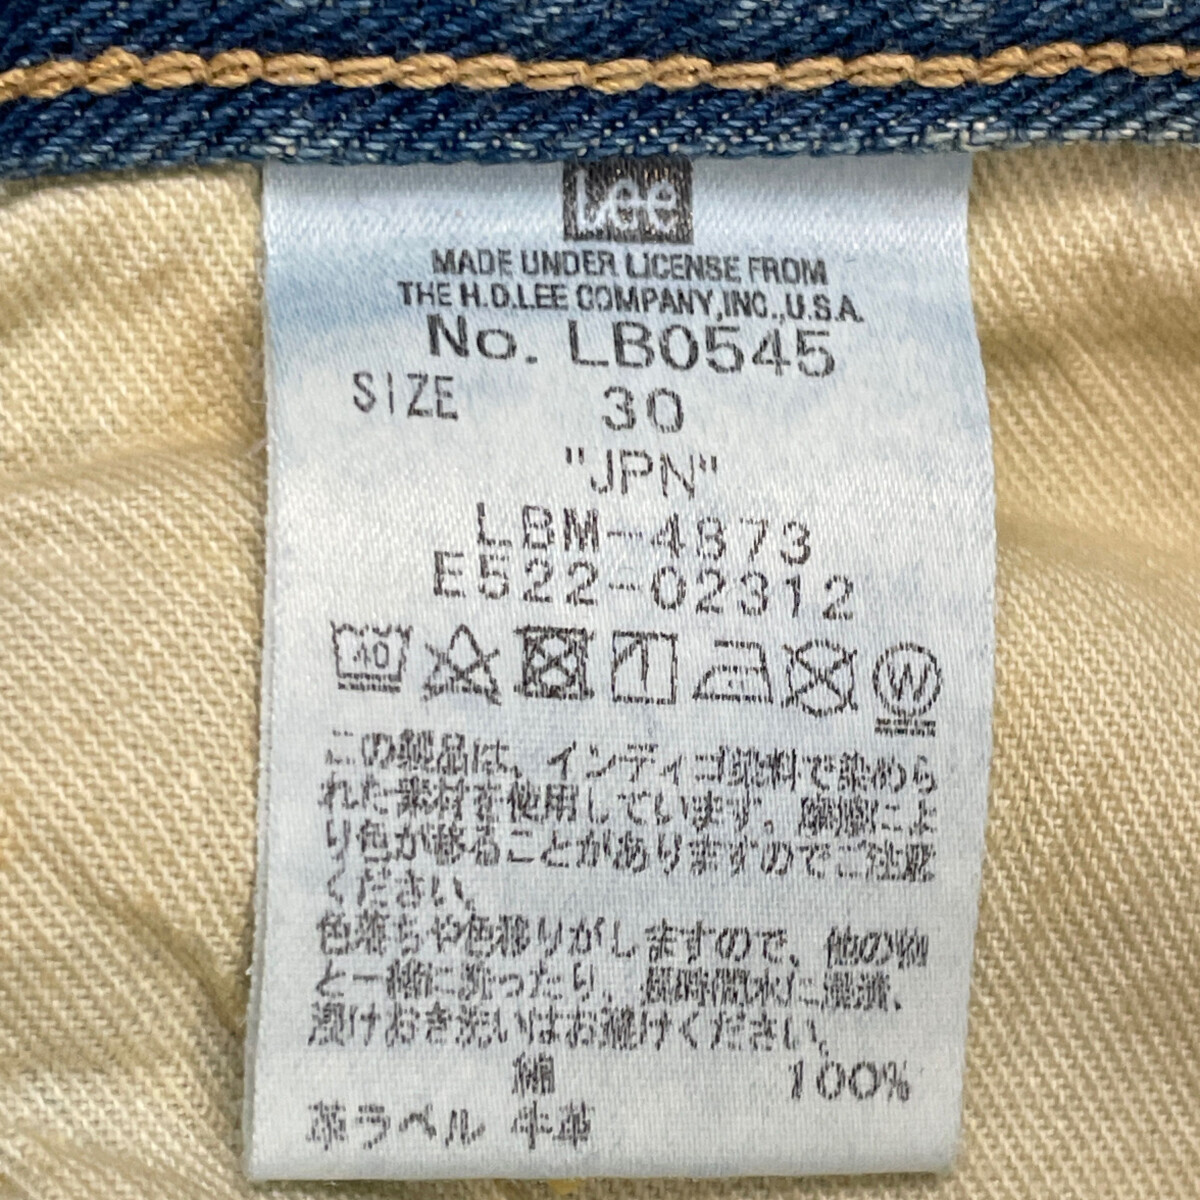 Lee
MADE UNDER LICENSE FROM
THE H.D.LEE COMPANY,INC.,U.S.A.
No. LB0545
SIZE 30
"JPN"
LBM-4873
E522-02312
40
W
この製品は、インディゴ染料で染めら
れた素材を使用しています。摩擦によ
り色が移ることがありますのでご注意
ください。
色落ちや色移りがしますので、他の物
と一緒に洗ったり、長時間水に浸漬、
浸けおき洗いはお避けください。
綿 100%
革ラベル 牛革